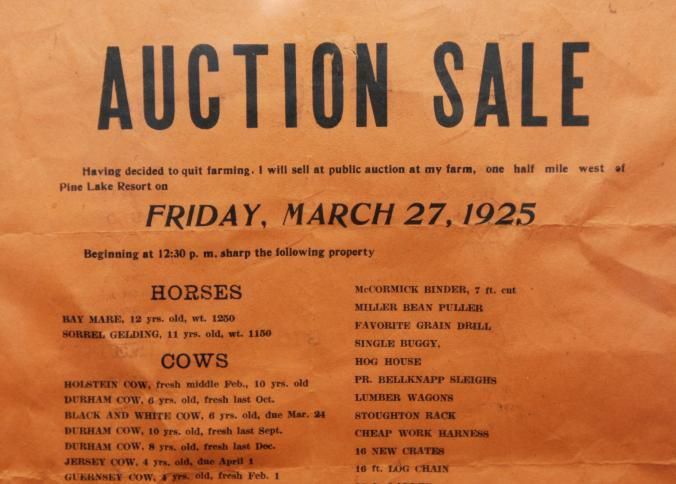 AUCTION SALE
Having decided to quit farming. I will sell at public auction at my farm, one half mile west of
Pine Lake Resort on
FRIDAY, MARCH 27, 1925
Beginning at 12:30 p. m. sharp the following property
HORSES
BAY MARE, 12 yrs. old, wt. 1250
SORREL GELDING, 11 yrs. old, wt. 1150
COWS
HOLSTEIN COW, fresh middle Feb., 10 yrs. old
DURHAM COW, 6 yrs. old, fresh last Oct.
BLACK AND WHITE COW, 6 yrs. old, due Mar. 24
DURHAM COW, 10 yrs. old, fresh last Sept.
DURHAM COW, 8 yrs. old, fresh last Dec.
JERSEY COW, 4 yrs. old, due April 1
GUERNSEY COW, 4 yrs. old, fresh Feb. 1
McCORMICK BINDER, 7 ft. cut
MILLER BEAN PULLER
FAVORITE GRAIN DRILL
SINGLE BUGGY,
HOG HOUSE
PR. BELLKNAPP SLEIGHS
LUMBER WAGONS
STOUGHTON RACK
CHEAP WORK HARNESS
16 NEW CRATES
16 ft. LOG CHAIN